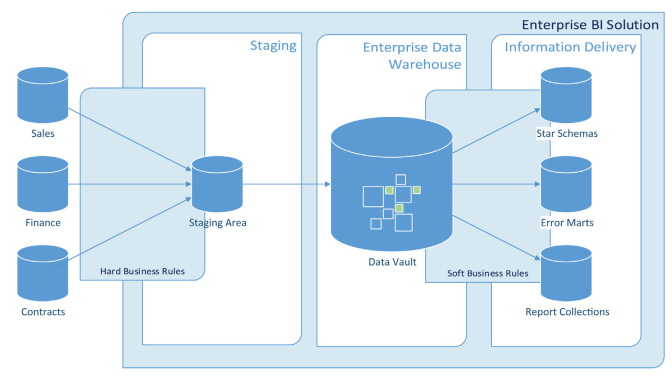 Enterprise BI Solution
Staging
Enterprise Data
Warehouse
Information Delivery
Sales
Star Schemas
Finance
Staging Area
Error Marts
Data Vault
Hard Business Rules
Soft Business Rules
Contracts
Report Collections